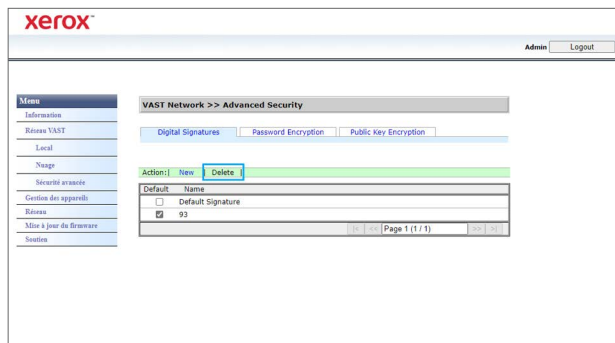 xerox™
Admin Logout
Menu
Information
Réseau VAST
Local
Nuage
Sécurité avancée
Gestion des appareils
Réseau
Mise à jour du firmware
Soutien
VAST Network >> Advanced Security
Digital Signatures Password Encryption Public Key Encryption
Action:| New | Delete |
Default Name
Default Signature
93
|< << Page 1 (1 / 1) >> >|